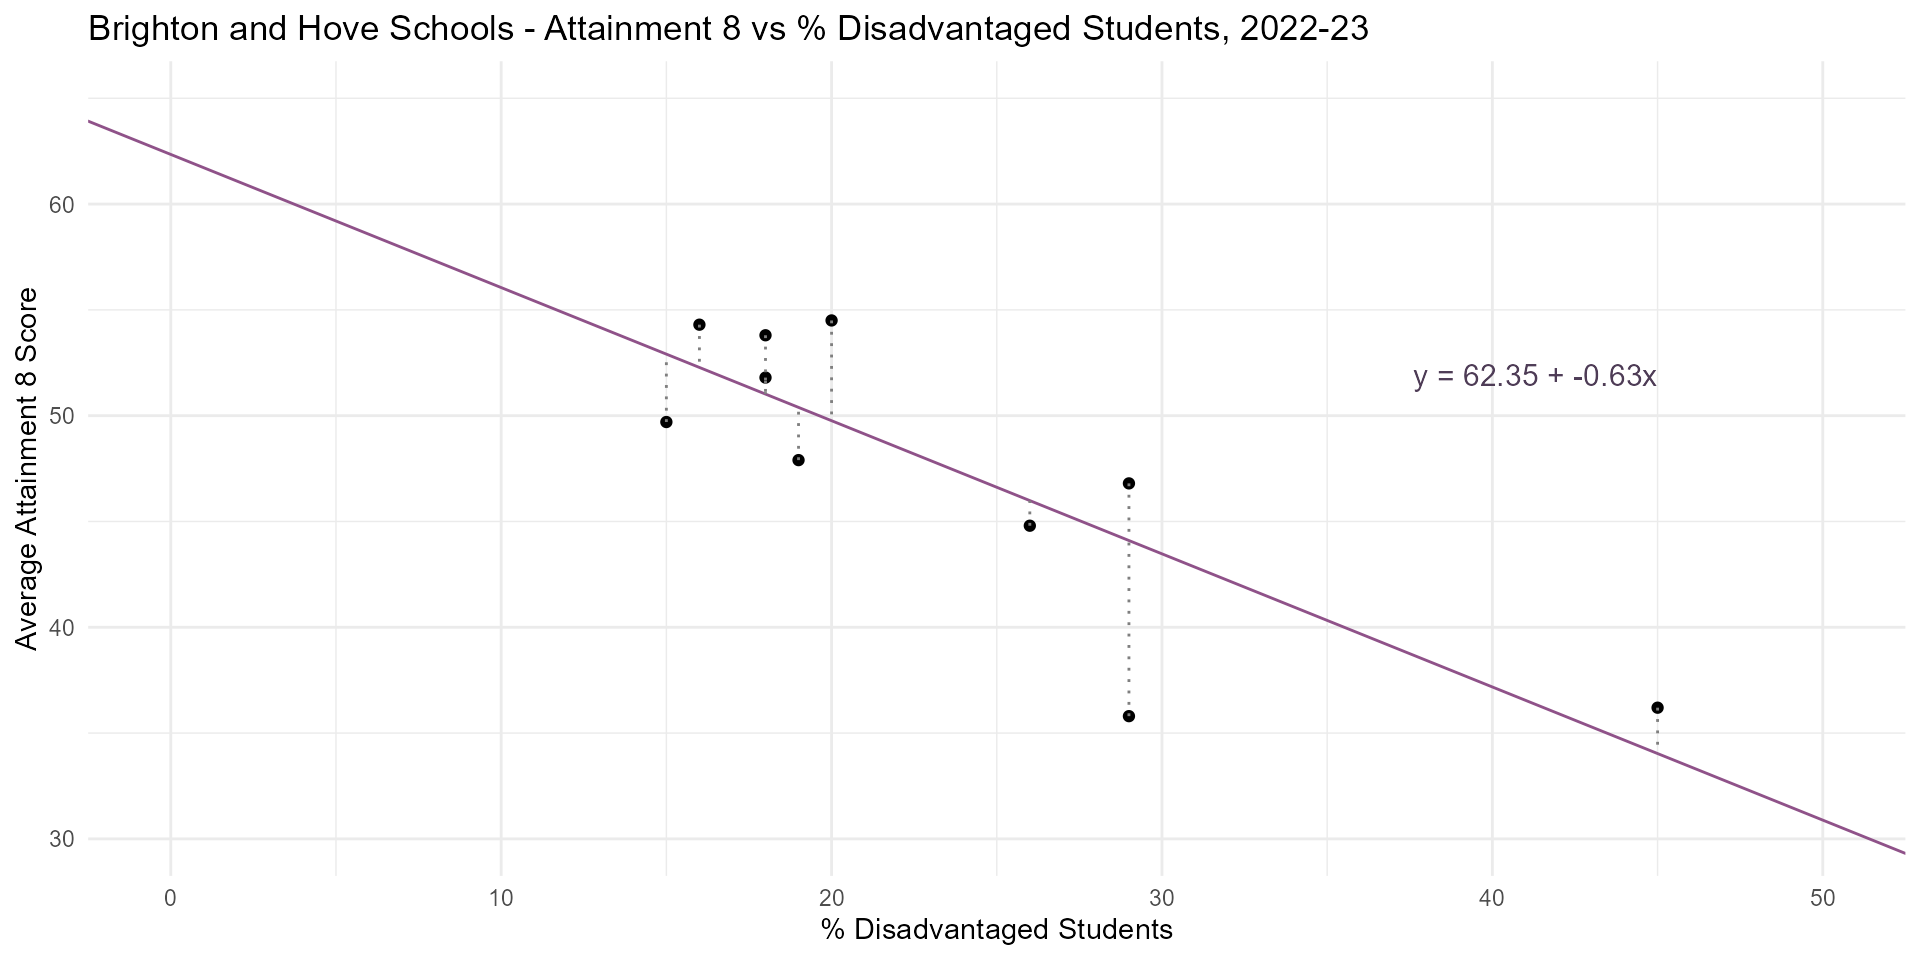 Brighton and Hove Schools - Attainment 8 vs % Disadvantaged Students, 2022-23
Average Attainment 8 Score
60
50
40
30
y = 62.35 + -0.63x
0 10 20 30 40 50
% Disadvantaged Students